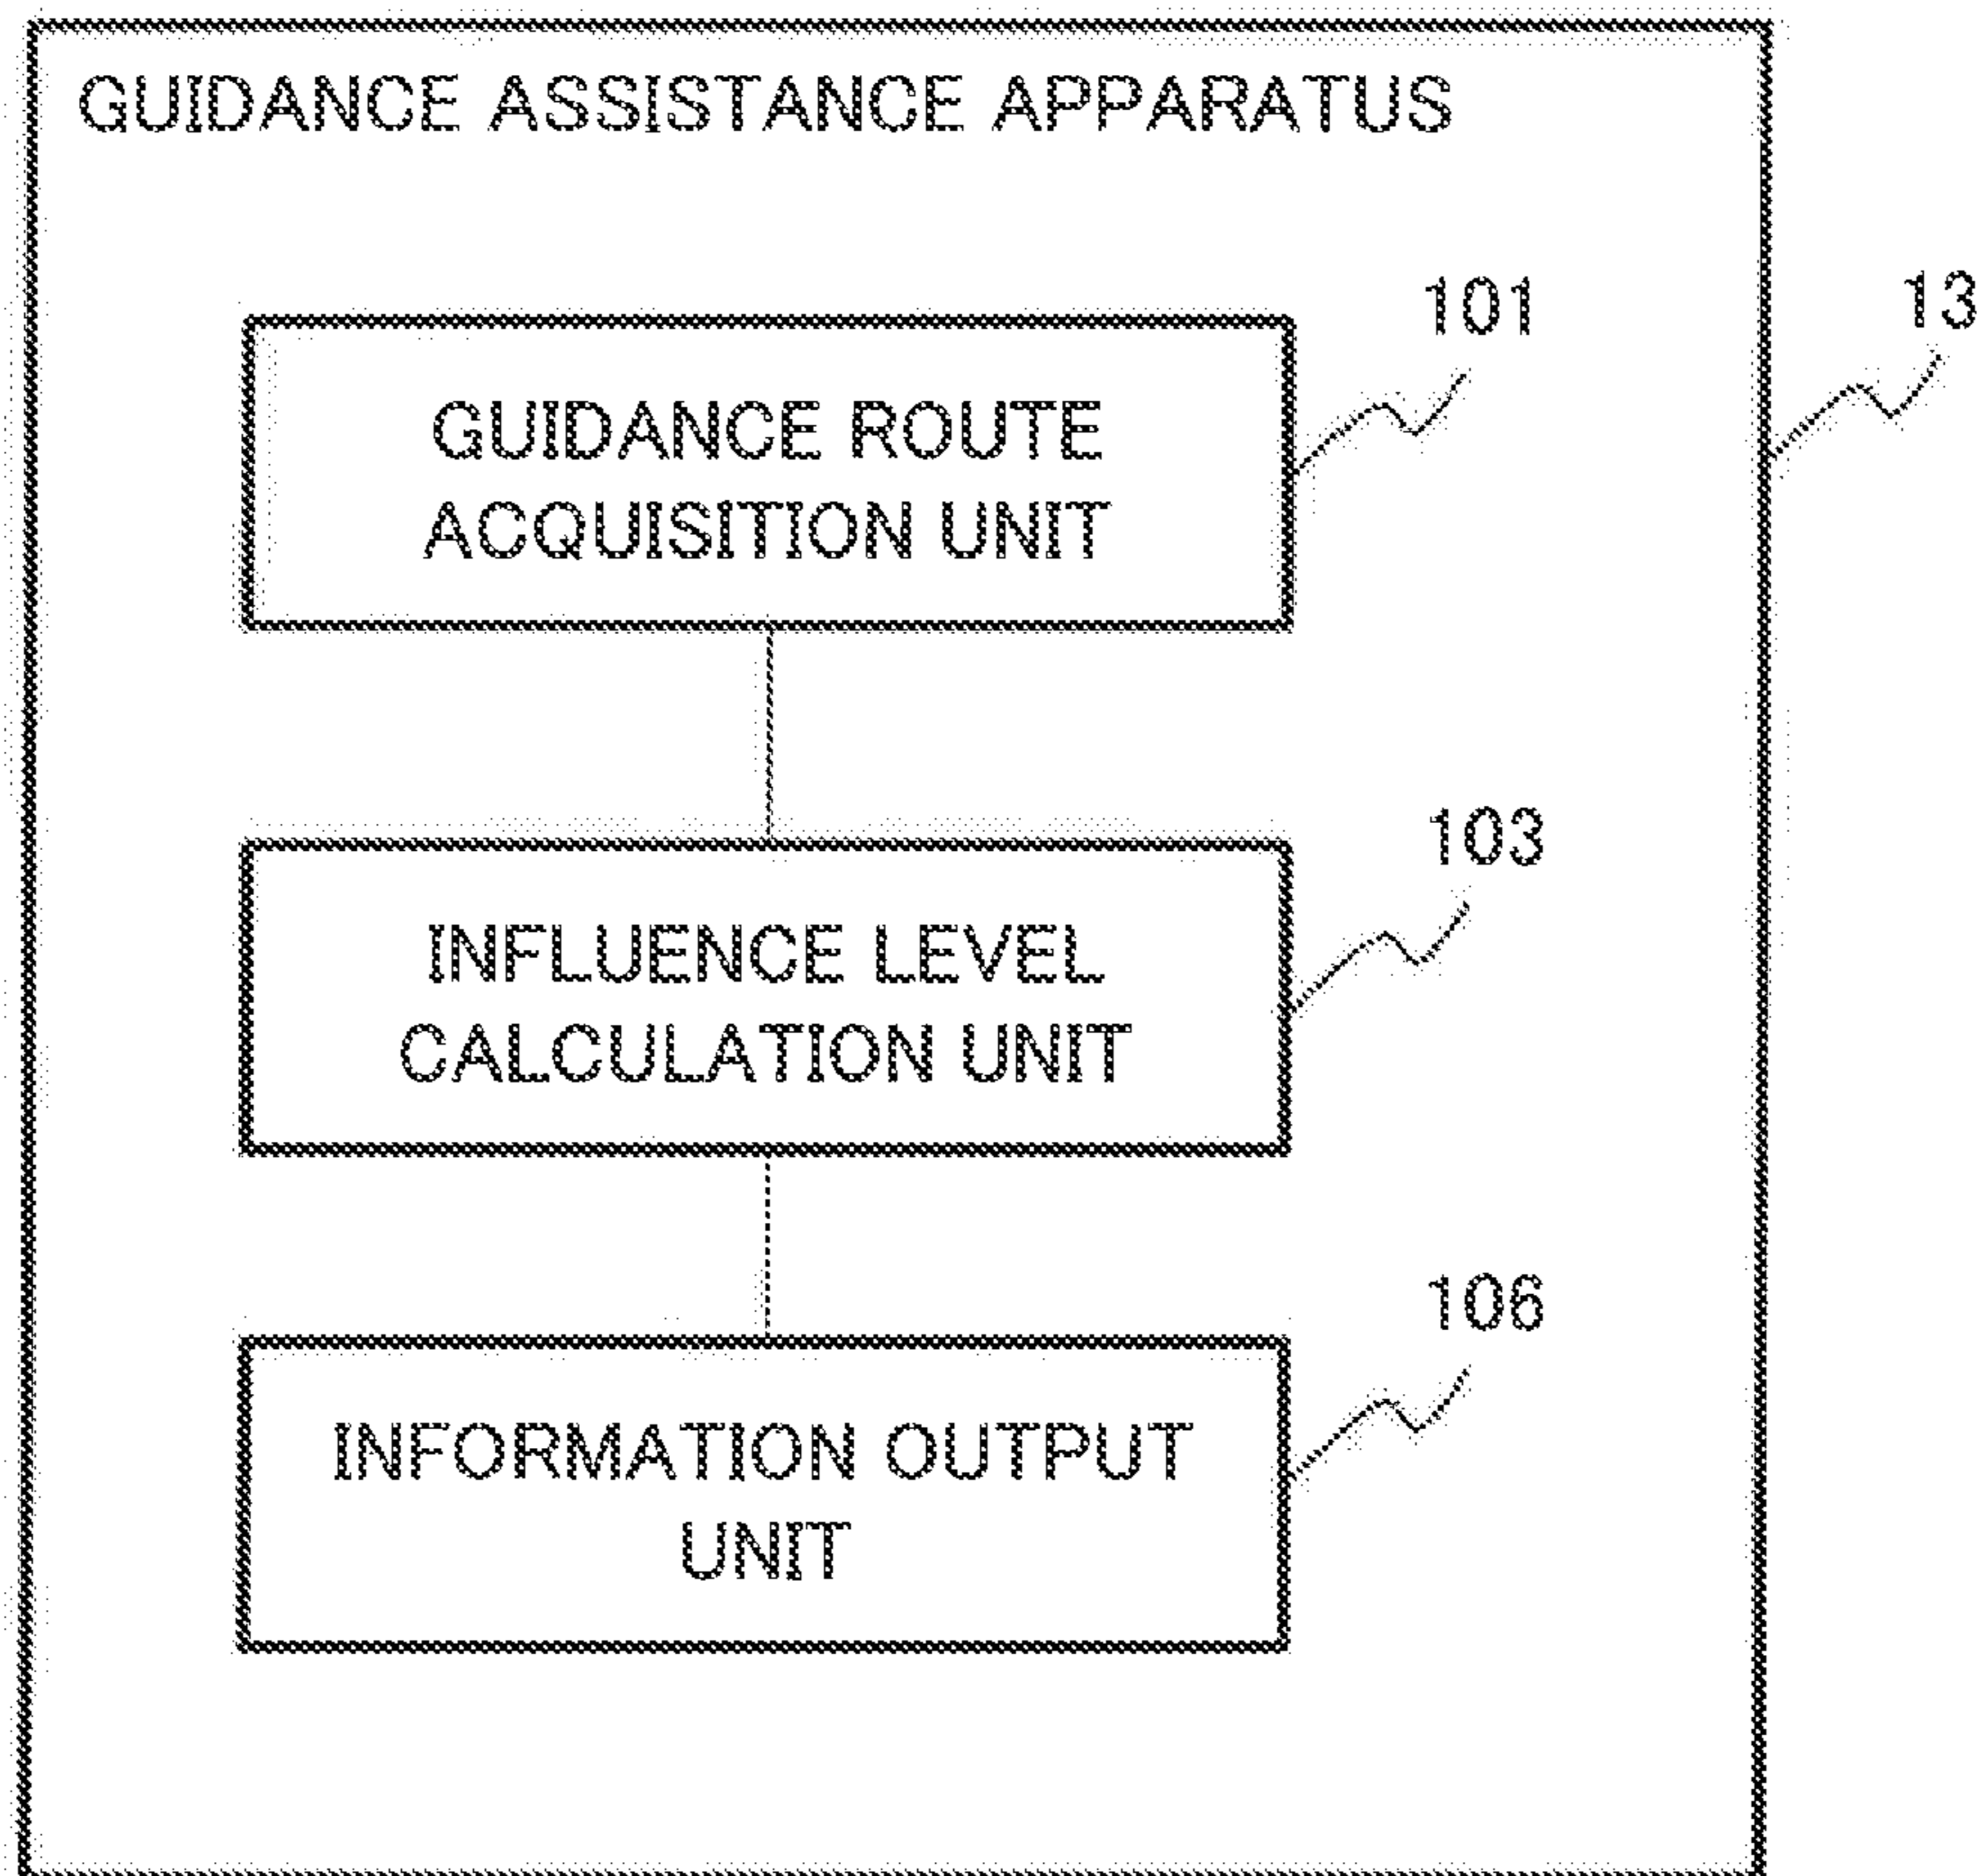 GUIDANCE ASSISTANCE APPARATUS
101
13
GUIDANCE ROUTE
ACQUISITION UNIT
103
INFLUENCE LEVEL
CALCULATION UNIT
106
INFORMATION OUTPUT
UNIT